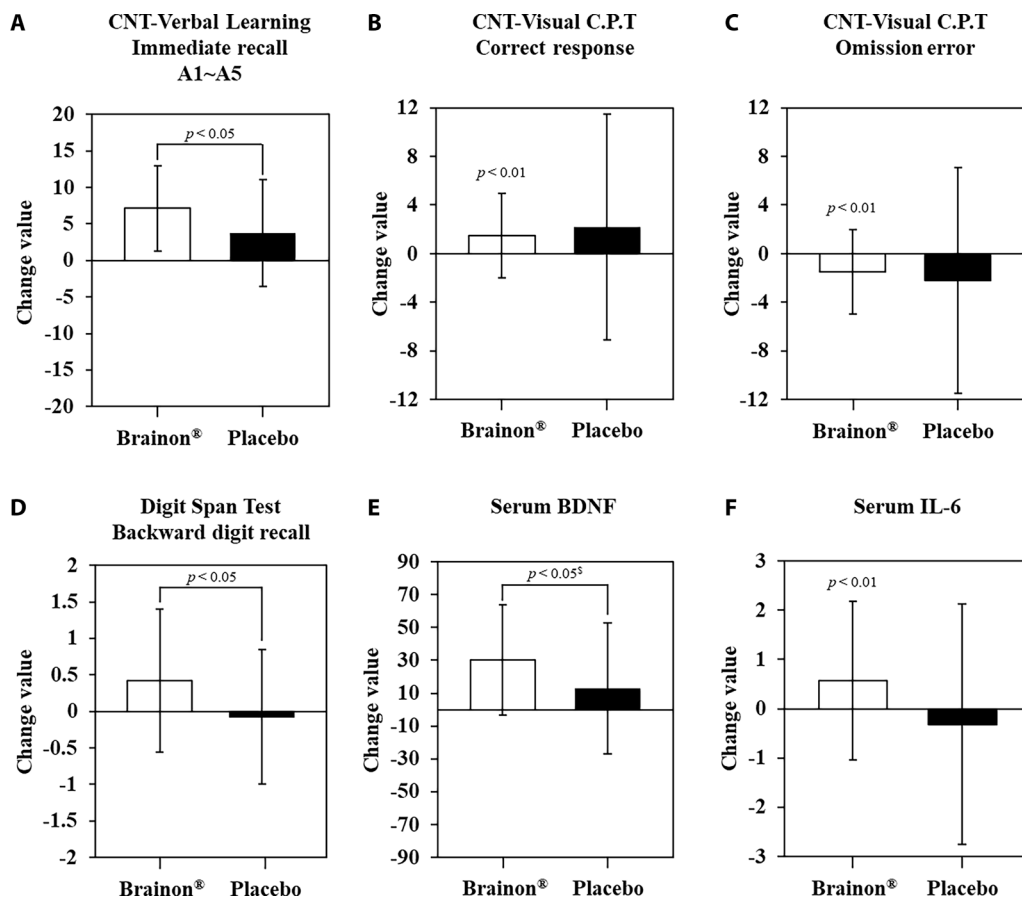 A
CNT-Verbal Learning
Immediate recall
A1~A5
Change value
20
15
10
5
0
-5
-10
-15
-20
p < 0.05
Brainon® Placebo
B
CNT-Visual C.P.T
Correct response
Change value
12
8
4
0
-4
-8
-12
p < 0.01
Brainon® Placebo
C
CNT-Visual C.P.T
Omission error
Change value
12
8
4
0
-4
-8
-12
p < 0.01
Brainon® Placebo
D
Digit Span Test
Backward digit recall
Change value
2
1.5
1
0.5
0
-0.5
-1
-1.5
-2
p < 0.05
Brainon® Placebo
E
Serum BDNF
Change value
90
70
50
30
10
-10
-30
-50
-70
-90
p < 0.05$
Brainon® Placebo
F
Serum IL-6
Change value
3
2
1
0
-1
-2
-3
p < 0.01
Brainon® Placebo